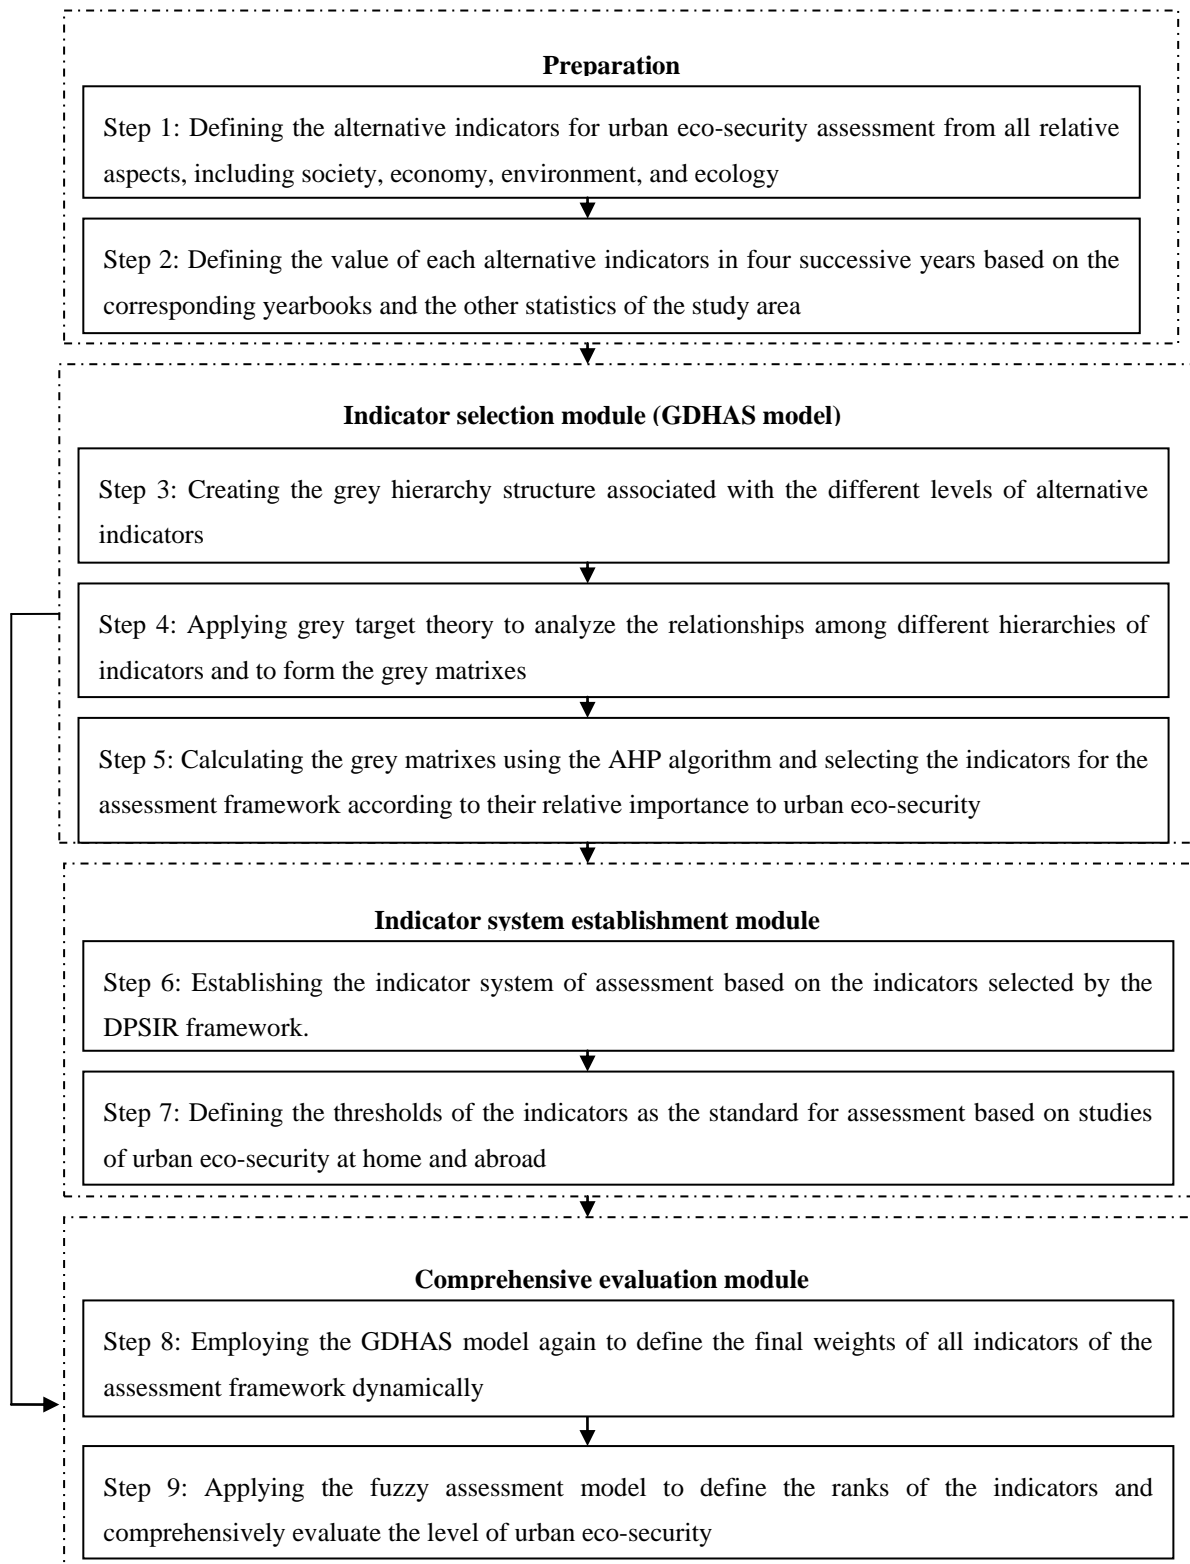 Preparation
Step 1: Defining the alternative indicators for urban eco-security assessment from all relative
aspects, including society, economy, environment, and ecology
Step 2: Defining the value of each alternative indicators in four successive years based on the
corresponding yearbooks and the other statistics of the study area
Indicator selection module (GDHAS model)
Step 3: Creating the grey hierarchy structure associated with the different levels of alternative
indicators
Step 4: Applying grey target theory to analyze the relationships among different hierarchies of
indicators and to form the grey matrixes
Step 5: Calculating the grey matrixes using the AHP algorithm and selecting the indicators for the
assessment framework according to their relative importance to urban eco-security
Indicator system establishment module
Step 6: Establishing the indicator system of assessment based on the indicators selected by the
DPSIR framework.
Step 7: Defining the thresholds of the indicators as the standard for assessment based on studies
of urban eco-security at home and abroad
Comprehensive evaluation module
Step 8: Employing the GDHAS model again to define the final weights of all indicators of the
assessment framework dynamically
Step 9: Applying the fuzzy assessment model to define the ranks of the indicators and
comprehensively evaluate the level of urban eco-security